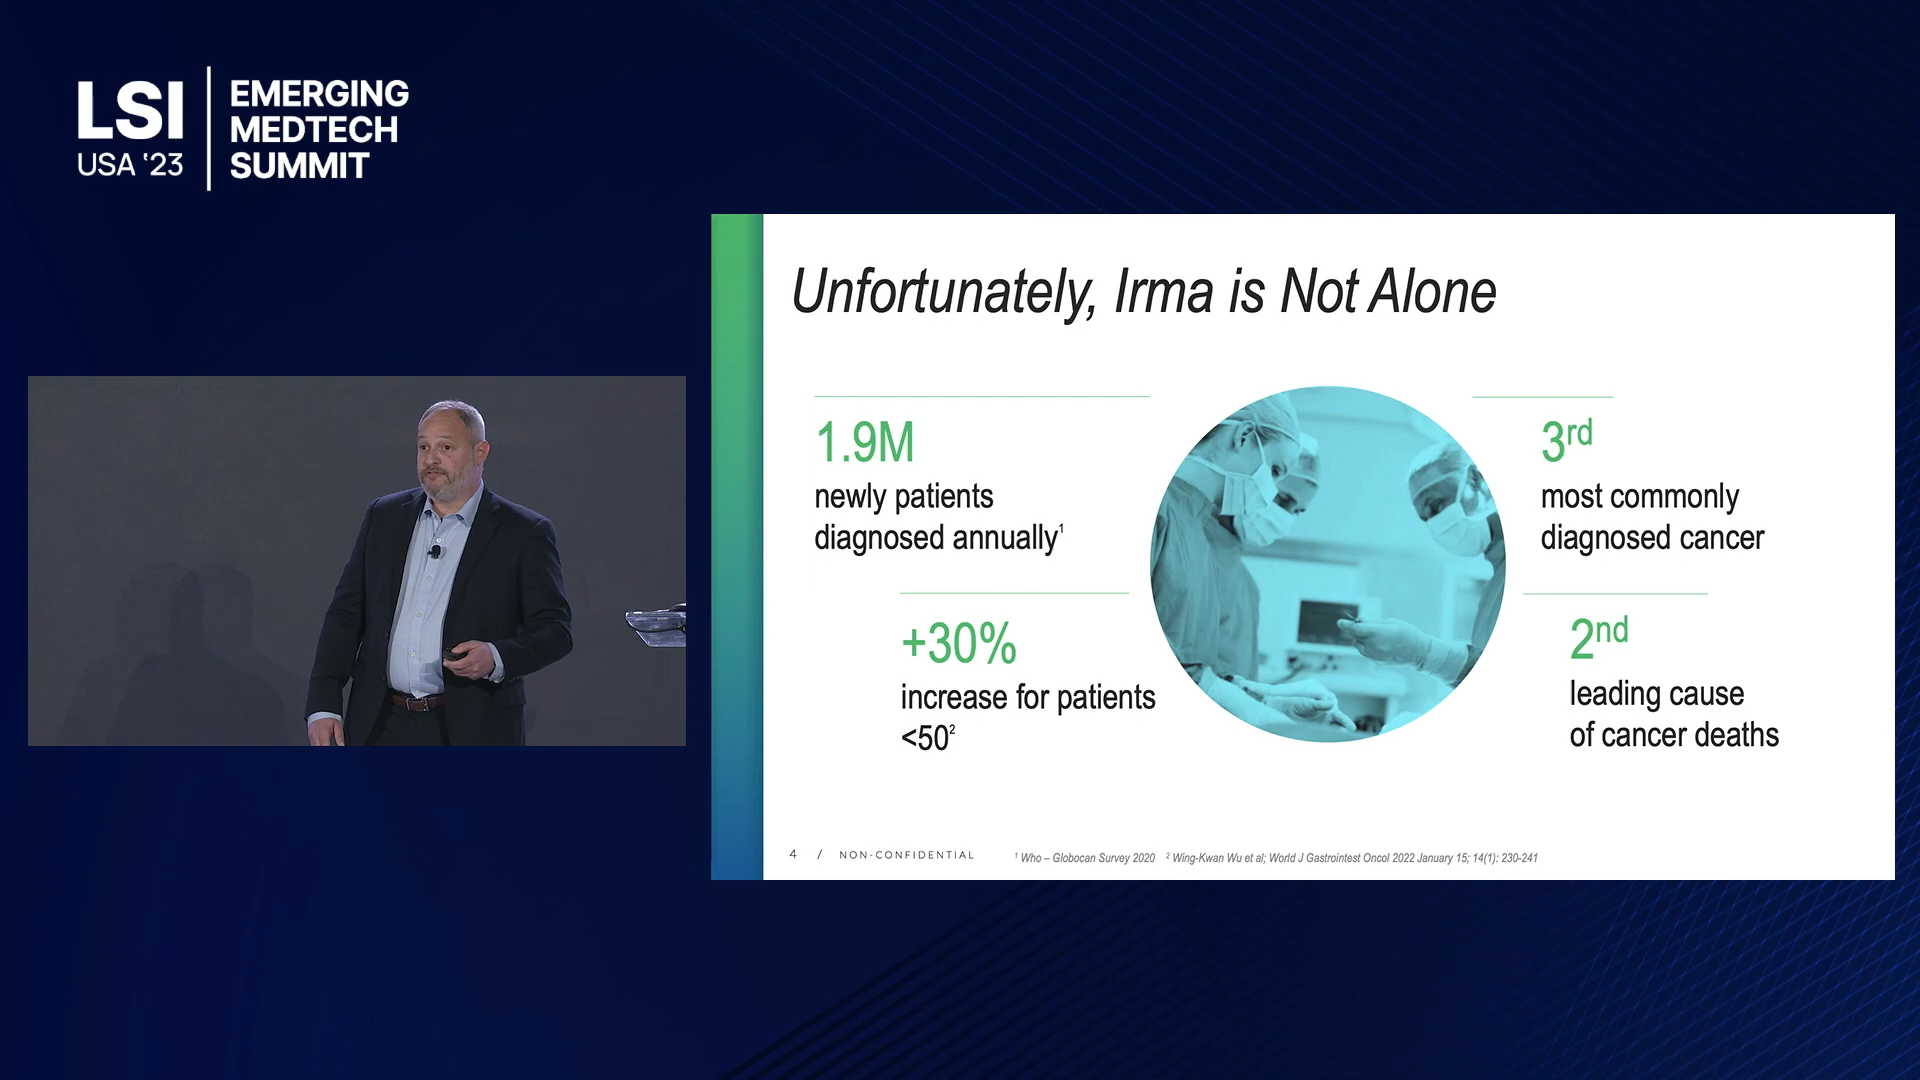 LSI
USA '23
EMERGING
MEDTECH
SUMMIT
Unfortunately, Irma is Not Alone
1.9M
newly patients
diagnosed annually¹
+30%
increase for patients
<50²
3rd
most commonly
diagnosed cancer
2nd
leading cause
of cancer deaths
4 / NON-CONFIDENTIAL
¹ Who – Globocan Survey 2020 ² Wing-Kwan Wu et al; World J Gastrointest Oncol 2022 January 15; 14(1): 230-241